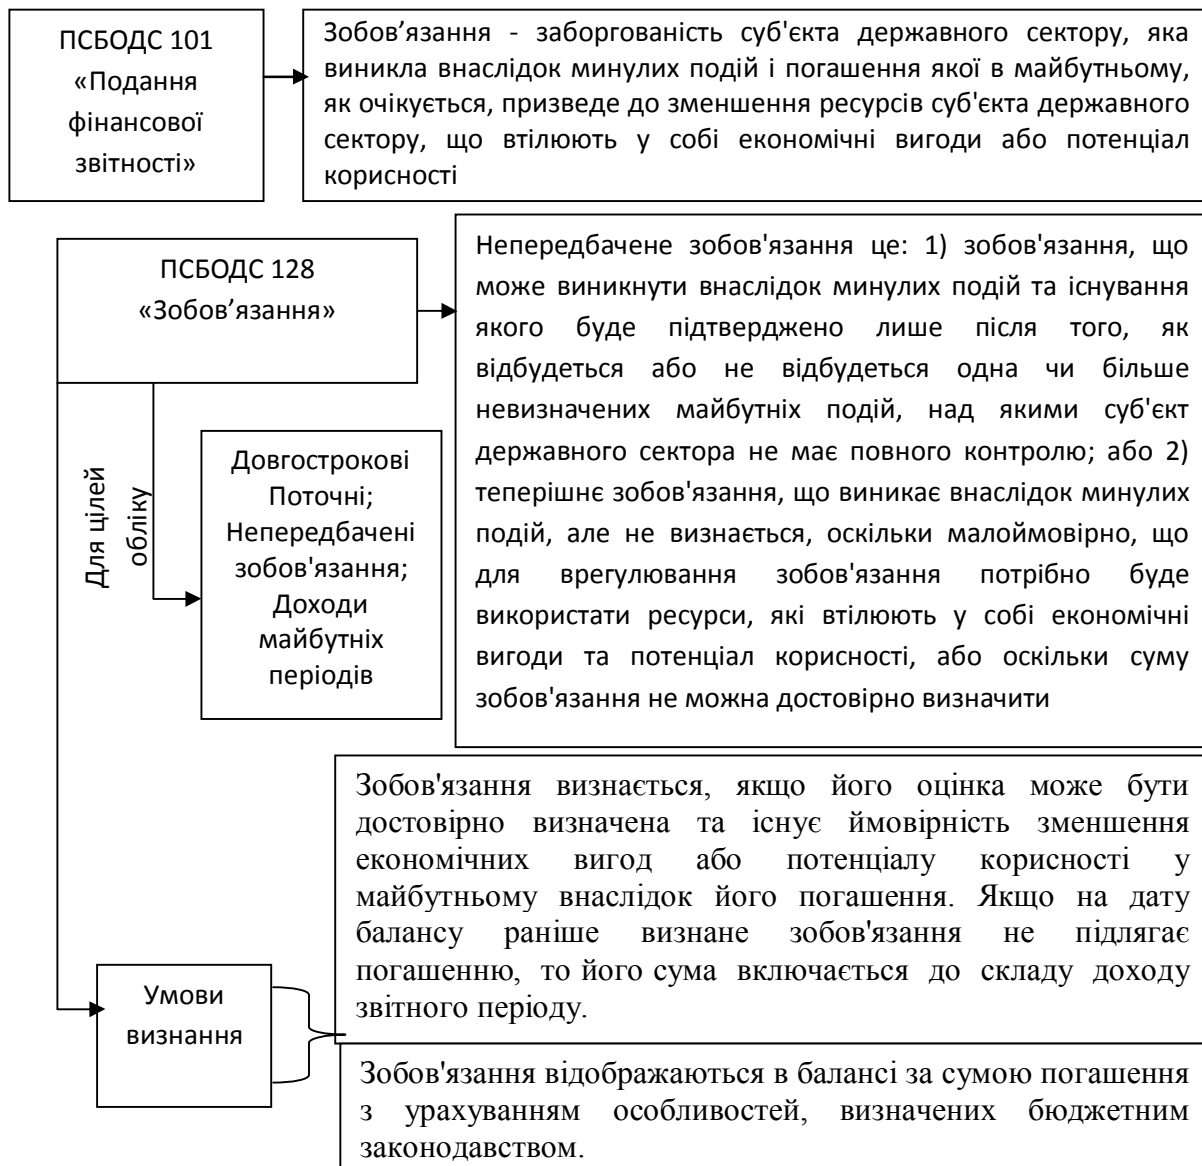 ПСБОДС 101
«Подання
фінансової
звітності»
Зобов’язання - заборгованість суб'єкта державного сектору, яка
виникла внаслідок минулих подій і погашення якої в майбутньому,
як очікується, призведе до зменшення ресурсів суб'єкта державного
сектору, що втілюють у собі економічні вигоди або потенціал
корисності
ПСБОДС 128
«Зобов’язання»
Непередбачене зобов'язання це: 1) зобов'язання, що
може виникнути внаслідок минулих подій та існування
якого буде підтверджено лише після того, як
відбудеться або не відбудеться одна чи більше
невизначених майбутніх подій, над якими суб'єкт
державного сектора не має повного контролю; або 2)
теперішнє зобов'язання, що виникає внаслідок минулих
подій, але не визнається, оскільки малоймовірно, що
для врегулювання зобов'язання потрібно буде
використати ресурси, які втілюють у собі економічні
вигоди та потенціал корисності, або оскільки суму
зобов'язання не можна достовірно визначити
Для цілей
обліку
Довгострокові
Поточні;
Непередбачені
зобов'язання;
Доходи
майбутніх
періодів
Умови
визнання
Зобов'язання визнається, якщо його оцінка може бути
достовірно визначена та існує ймовірність зменшення
економічних вигод або потенціалу корисності у
майбутньому внаслідок його погашення. Якщо на дату
балансу раніше визнане зобов'язання не підлягає
погашенню, то його сума включається до складу доходу
звітного періоду.
Зобов'язання відображаються в балансі за сумою погашення
з урахуванням особливостей, визначених бюджетним
законодавством.